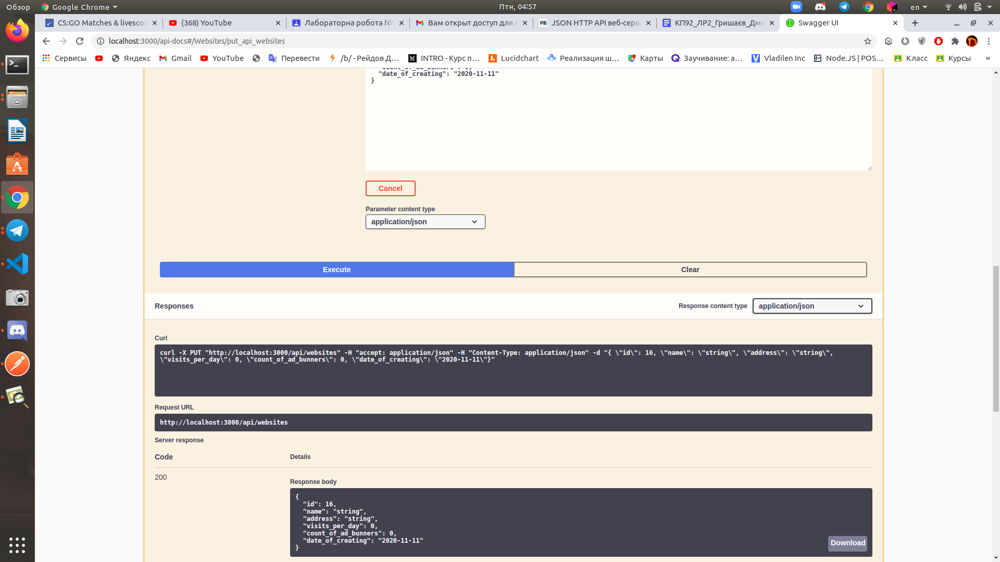 Обзор
Google Chrome
Птн, 04:57
en
CS:GO Matches & livescor
(368) YouTube
Лабораторна робота №
Вам открыт доступ для п
PB JSON HTTP API веб-серв
КП92_ЛР2_Гришаєв_Дми
Swagger UI
localhost:3000/api-docs#/Websites/put_api_websites
Сервисы
Яндекс
Gmail
YouTube
Перевести
/b/ - Рейдов Д…
INTRO - Курс п…
Lucidchart
Реализация ш…
Карты
Заучивание: а…
Vladilen Inc
Node.JS | POS…
Класс
Курсы
»
"count_of_ad_bunners": 0,
"date_of_creating": "2020-11-11"
}
Cancel
Parameter content type
application/json
Execute
Clear
Responses
Response content type
application/json
Curl
curl -X PUT "http://localhost:3000/api/websites" -H "accept: application/json" -H "Content-Type: application/json" -d "{ \"id\": 16, \"name\": \"string\", \"address\": \"string\",
\"visits_per_day\": 0, \"count_of_ad_bunners\": 0, \"date_of_creating\": \"2020-11-11\"}"
Request URL
http://localhost:3000/api/websites
Server response
Code
Details
200
Response body
{
"id": 16,
"name": "string",
"address": "string",
"visits_per_day": 0,
"count_of_ad_bunners": 0,
"date_of_creating": "2020-11-11"
}
Download